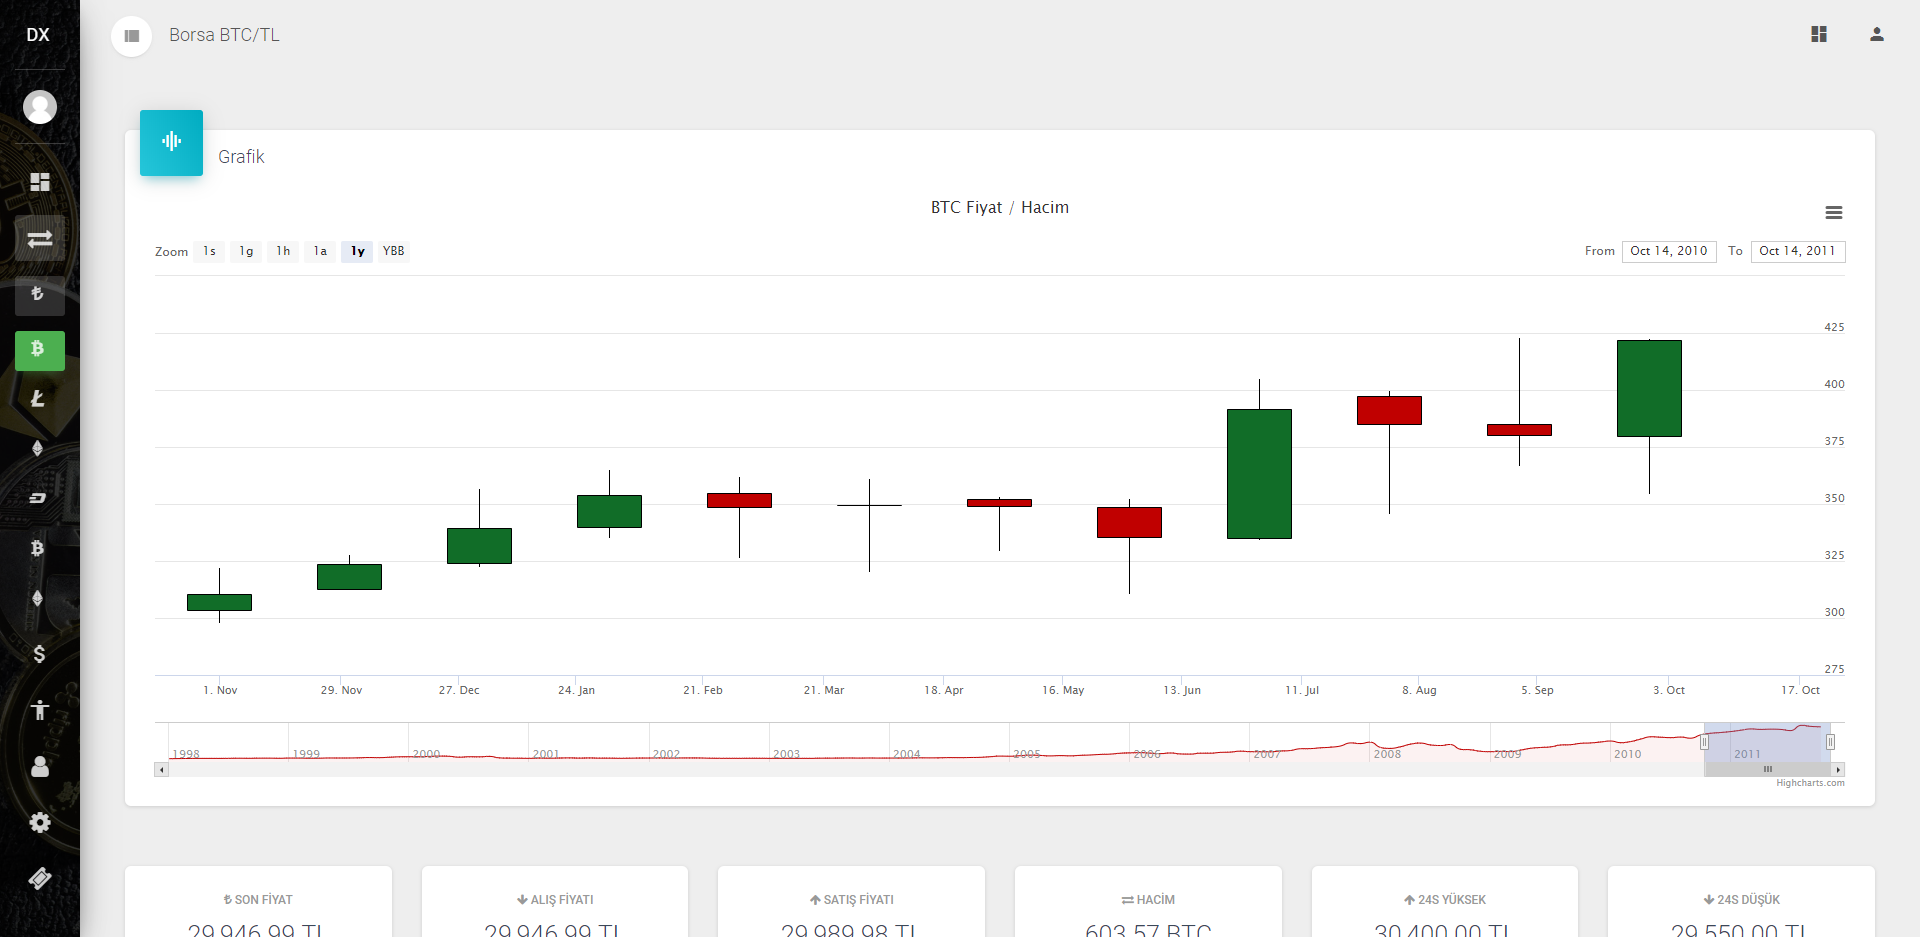 DX
Borsa BTC/TL
Grafik
BTC Fiyat / Hacim
Zoom 1s 1g 1h 1a 1y YBB
From Oct 14, 2010 To Oct 14, 2011
425
400
375
350
325
300
275
1. Nov 29. Nov 27. Dec 24. Jan 21. Feb 21. Mar 18. Apr 16. May 13. Jun 11. Jul 8. Aug 5. Sep 3. Oct 17. Oct
1998 1999 2000 2001 2002 2003 2004 2005 2006 2007 2008 2009 2010 2011
Highcharts.com
₺ SON FİYAT
29.946,99 TL
ALIŞ FİYATI
29.946,99 TL
SATIŞ FİYATI
29.989,98 TL
HACİM
603.57 BTC
24S YÜKSEK
30.400,00 TL
24S DÜŞÜK
29.550,00 TL